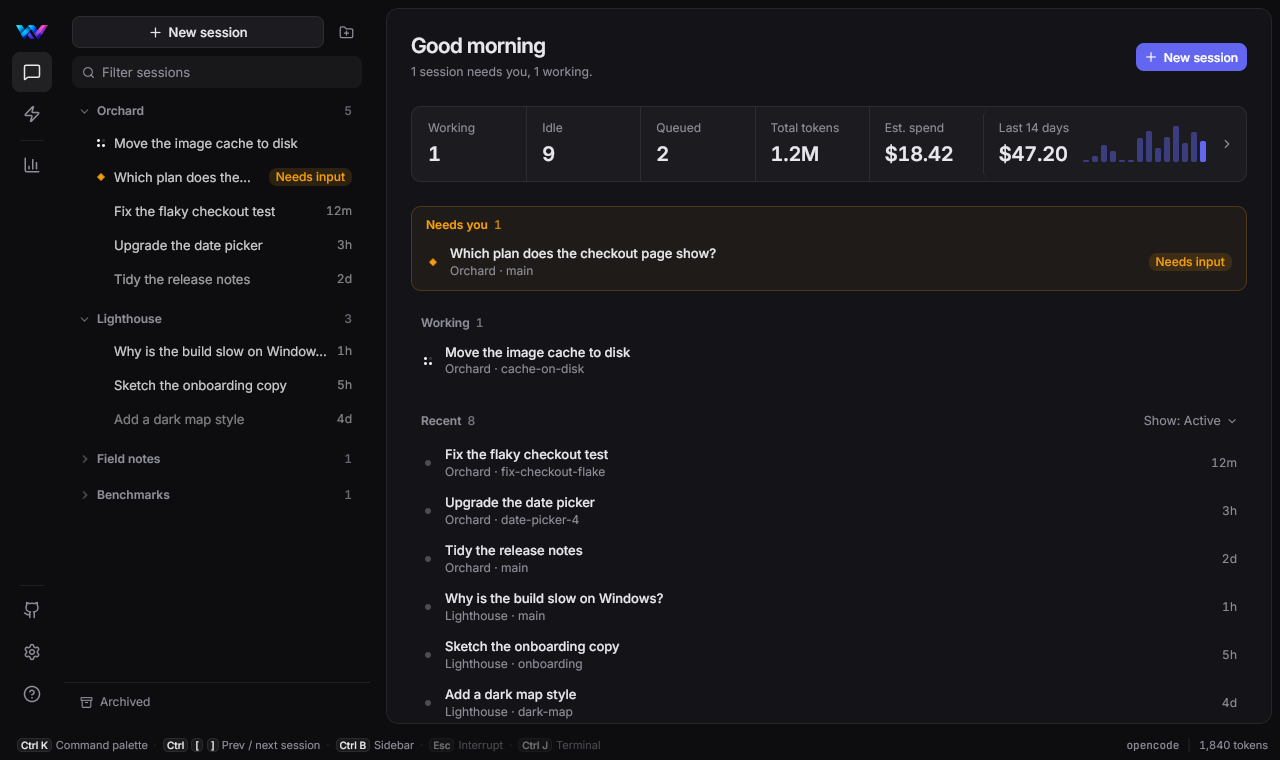 New session
Filter sessions
Orchard 5
Move the image cache to disk
Which plan does the... Needs input
Fix the flaky checkout test 12m
Upgrade the date picker 3h
Tidy the release notes 2d
Lighthouse 3
Why is the build slow on Window... 1h
Sketch the onboarding copy 5h
Add a dark map style 4d
Field notes 1
Benchmarks 1
Archived
Good morning
1 session needs you, 1 working.
New session
Working
1
Idle
9
Queued
2
Total tokens
1.2M
Est. spend
$18.42
Last 14 days
$47.20
Needs you 1
Which plan does the checkout page show?
Orchard · main
Needs input
Working 1
Move the image cache to disk
Orchard · cache-on-disk
Recent 8
Show: Active
Fix the flaky checkout test
Orchard · fix-checkout-flake
12m
Upgrade the date picker
Orchard · date-picker-4
3h
Tidy the release notes
Orchard · main
2d
Why is the build slow on Windows?
Lighthouse · main
1h
Sketch the onboarding copy
Lighthouse · onboarding
5h
Add a dark map style
Lighthouse · dark-map
4d
Ctrl K Command palette · Ctrl [ ] Prev / next session · Ctrl B Sidebar · Esc Interrupt · Ctrl J Terminal
opencode 1,840 tokens